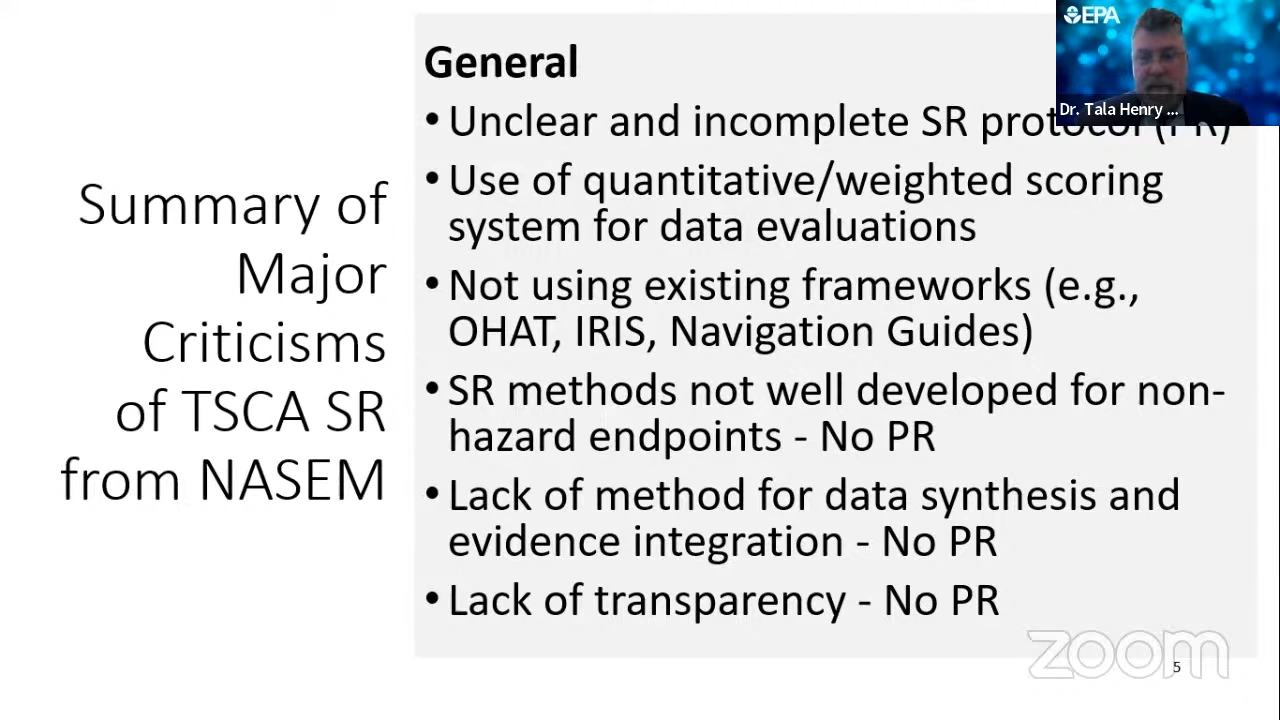 Summary of
Major
Criticisms
of TSCA SR
from NASEM
General
• Unclear and incomplete SR protocol (PR)
• Use of quantitative/weighted scoring
system for data evaluations
• Not using existing frameworks (e.g.,
OHAT, IRIS, Navigation Guides)
• SR methods not well developed for non-
hazard endpoints - No PR
• Lack of method for data synthesis and
evidence integration - No PR
• Lack of transparency - No PR
EPA
Dr. Tala Henry ...
zoom
5